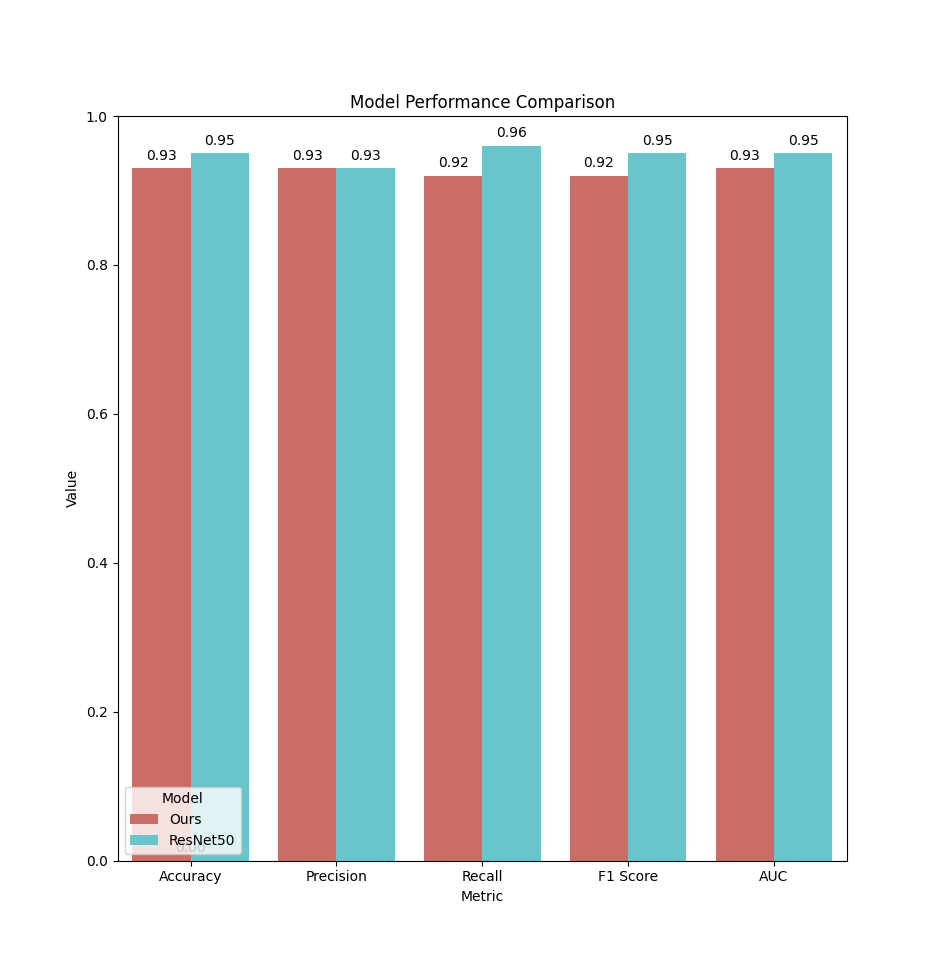 Model Performance Comparison
1.0
0.8
0.6
0.4
0.2
0.0
Value
0.93
0.95
0.93
0.93
0.92
0.96
0.92
0.95
0.93
0.95
Model
Ours
ResNet50
0.00
Accuracy
Precision
Recall
F1 Score
AUC
Metric